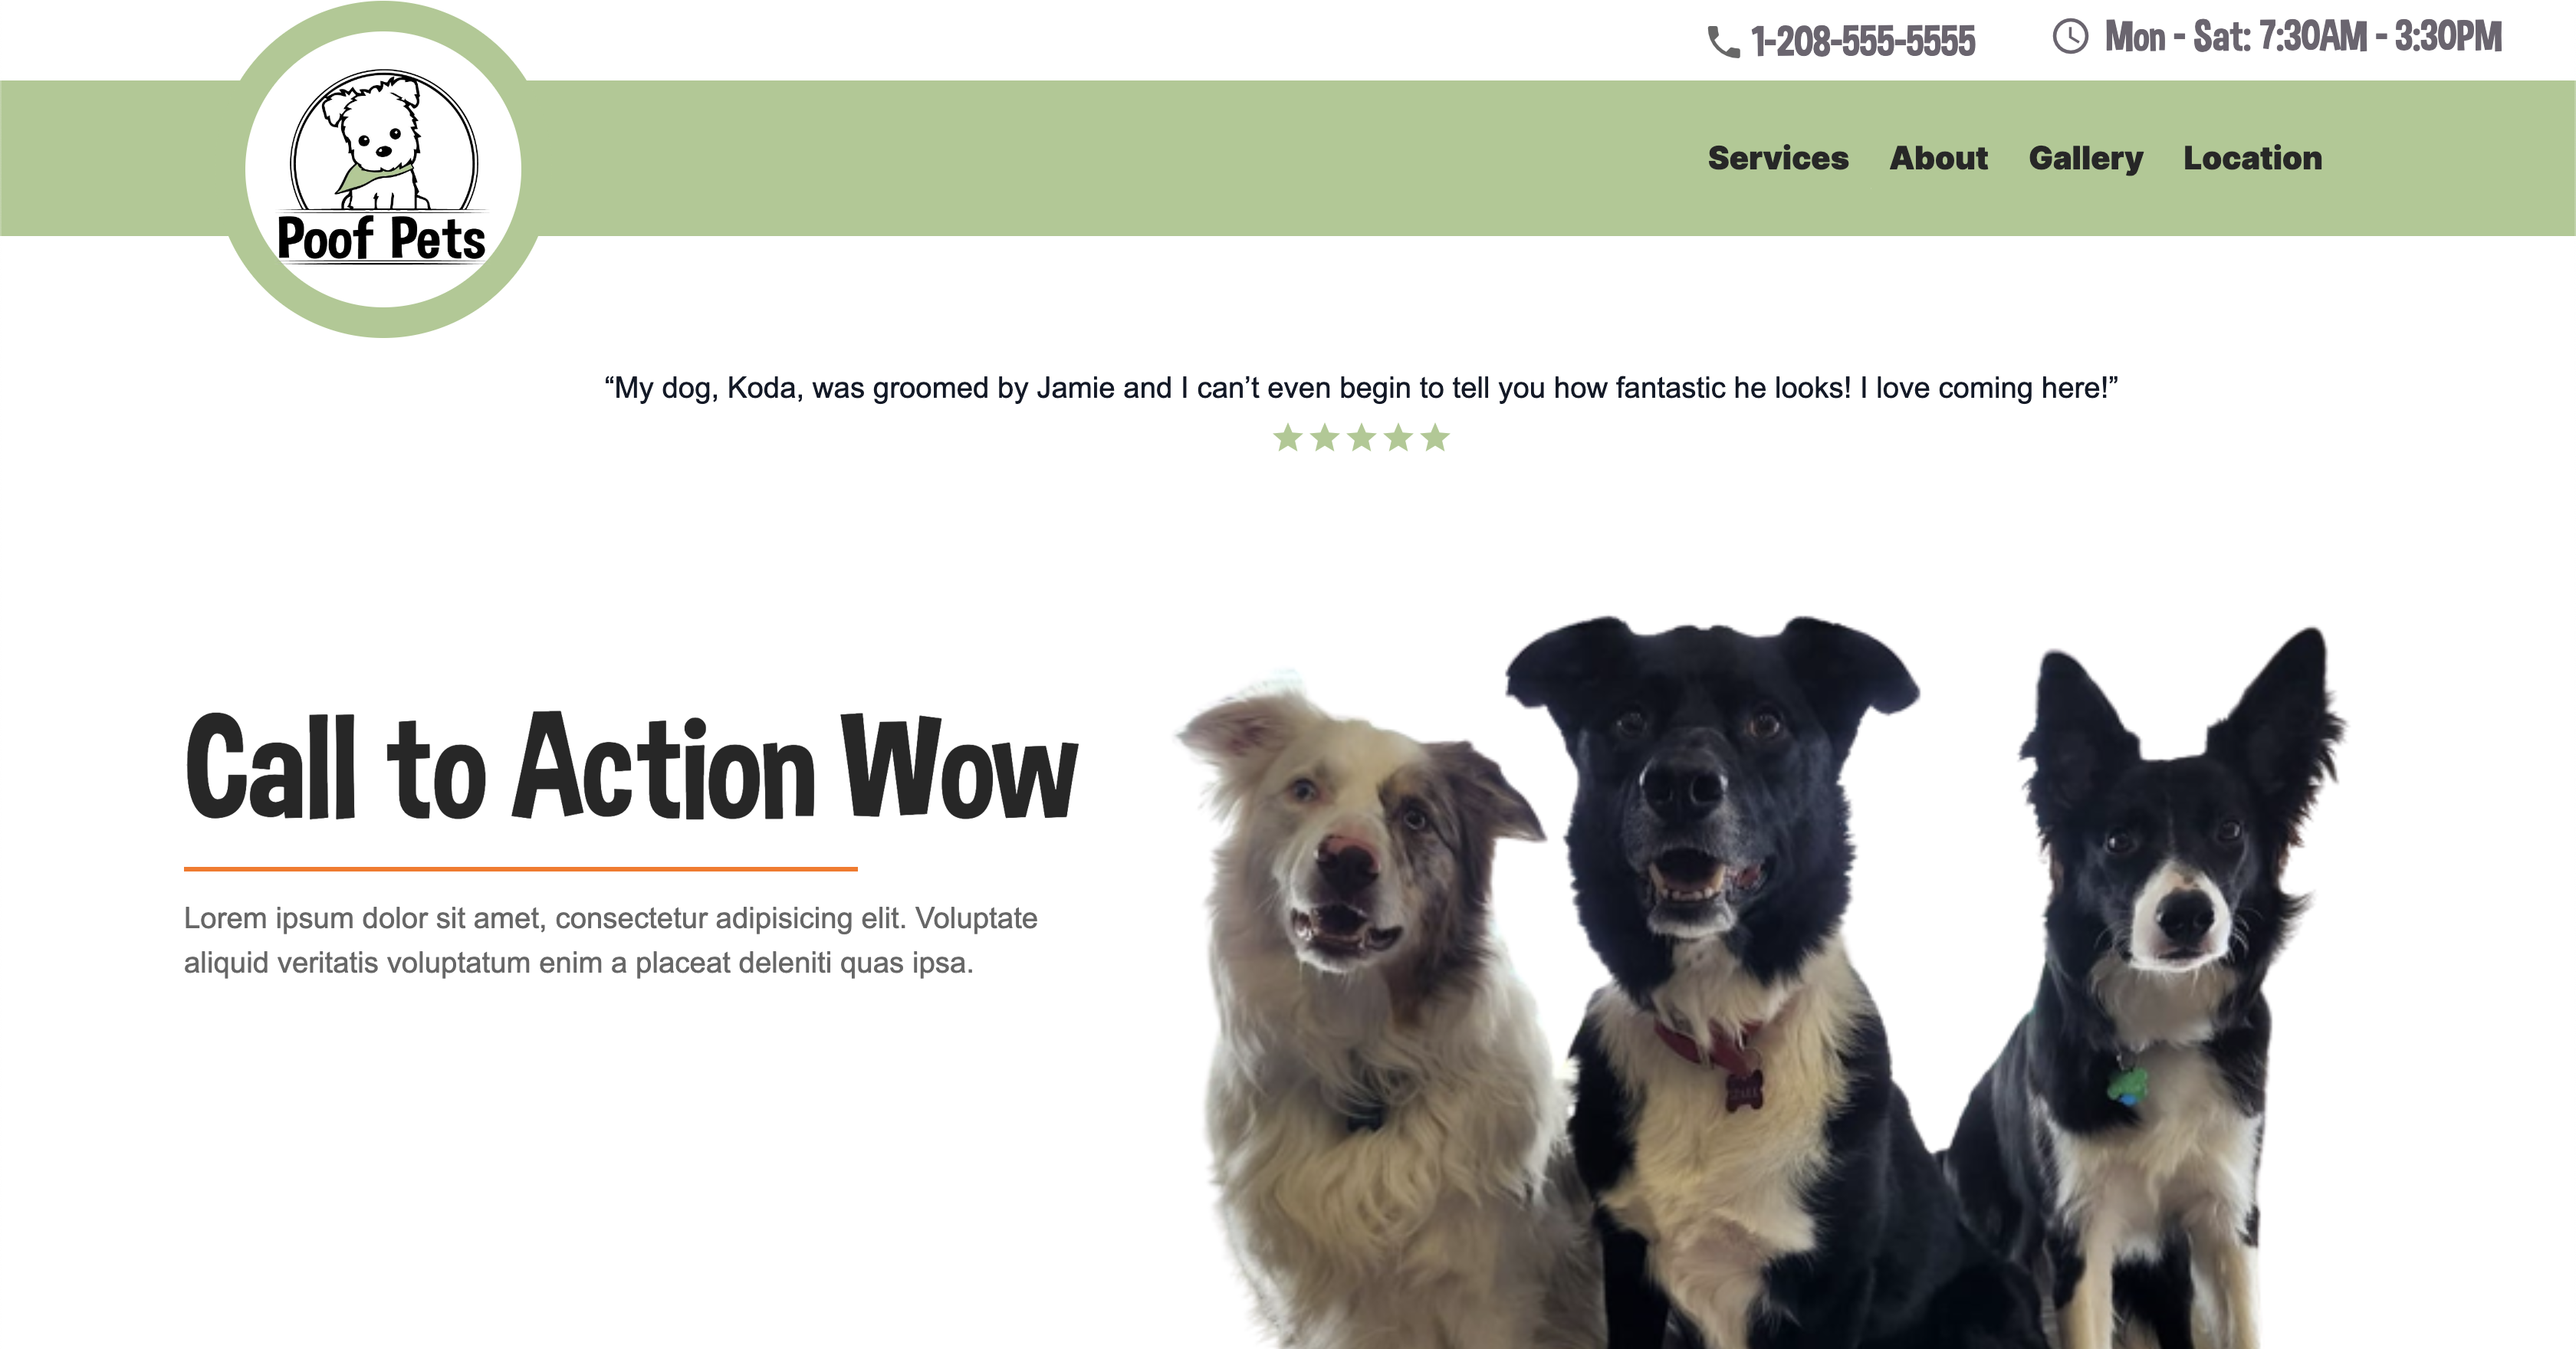 1-208-555-5555
Mon - Sat: 7:30AM - 3:30PM
Poof Pets
Services About Gallery Location
“My dog, Koda, was groomed by Jamie and I can’t even begin to tell you how fantastic he looks! I love coming here!”
Call to Action Wow
Lorem ipsum dolor sit amet, consectetur adipisicing elit. Voluptate
aliquid veritatis voluptatum enim a placeat deleniti quas ipsa.